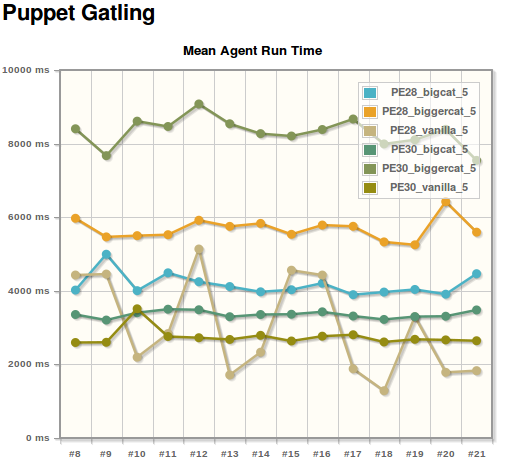 Puppet Gatling
Mean Agent Run Time
10000 ms
8000 ms
6000 ms
4000 ms
2000 ms
0 ms
PE28_bigcat_5
PE28_biggercat_5
PE28_vanilla_5
PE30_bigcat_5
PE30_biggercat_5
PE30_vanilla_5
#8 #9 #10 #11 #12 #13 #14 #15 #16 #17 #18 #19 #20 #21